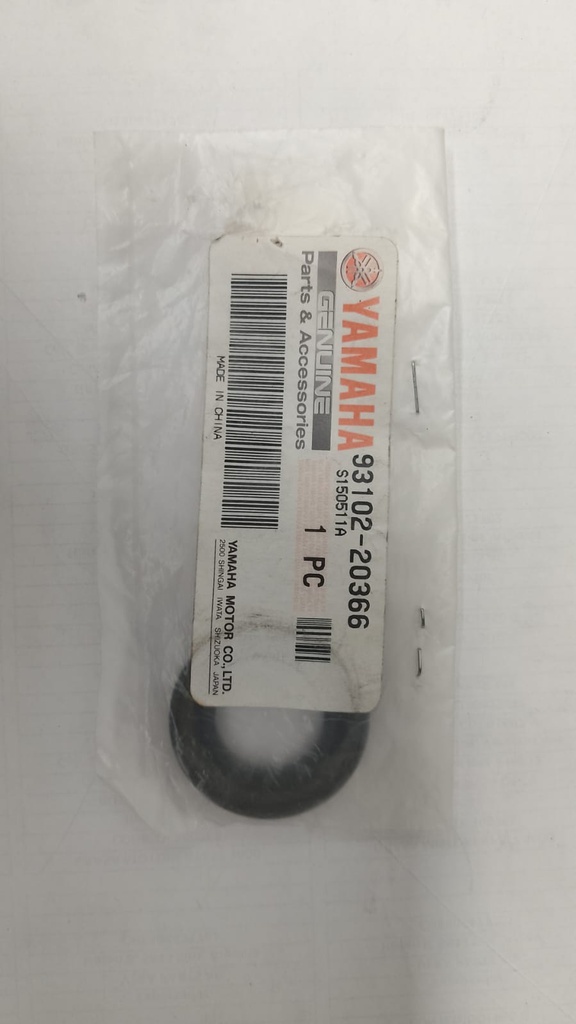 YAMAHA
93102-20366
S150511A
GENUINE
Parts & Accessories
1 PC
MADE IN CHINA
YAMAHA MOTOR CO.,LTD.
2500 SHINGAI IWATA SHIZUOKA JAPAN